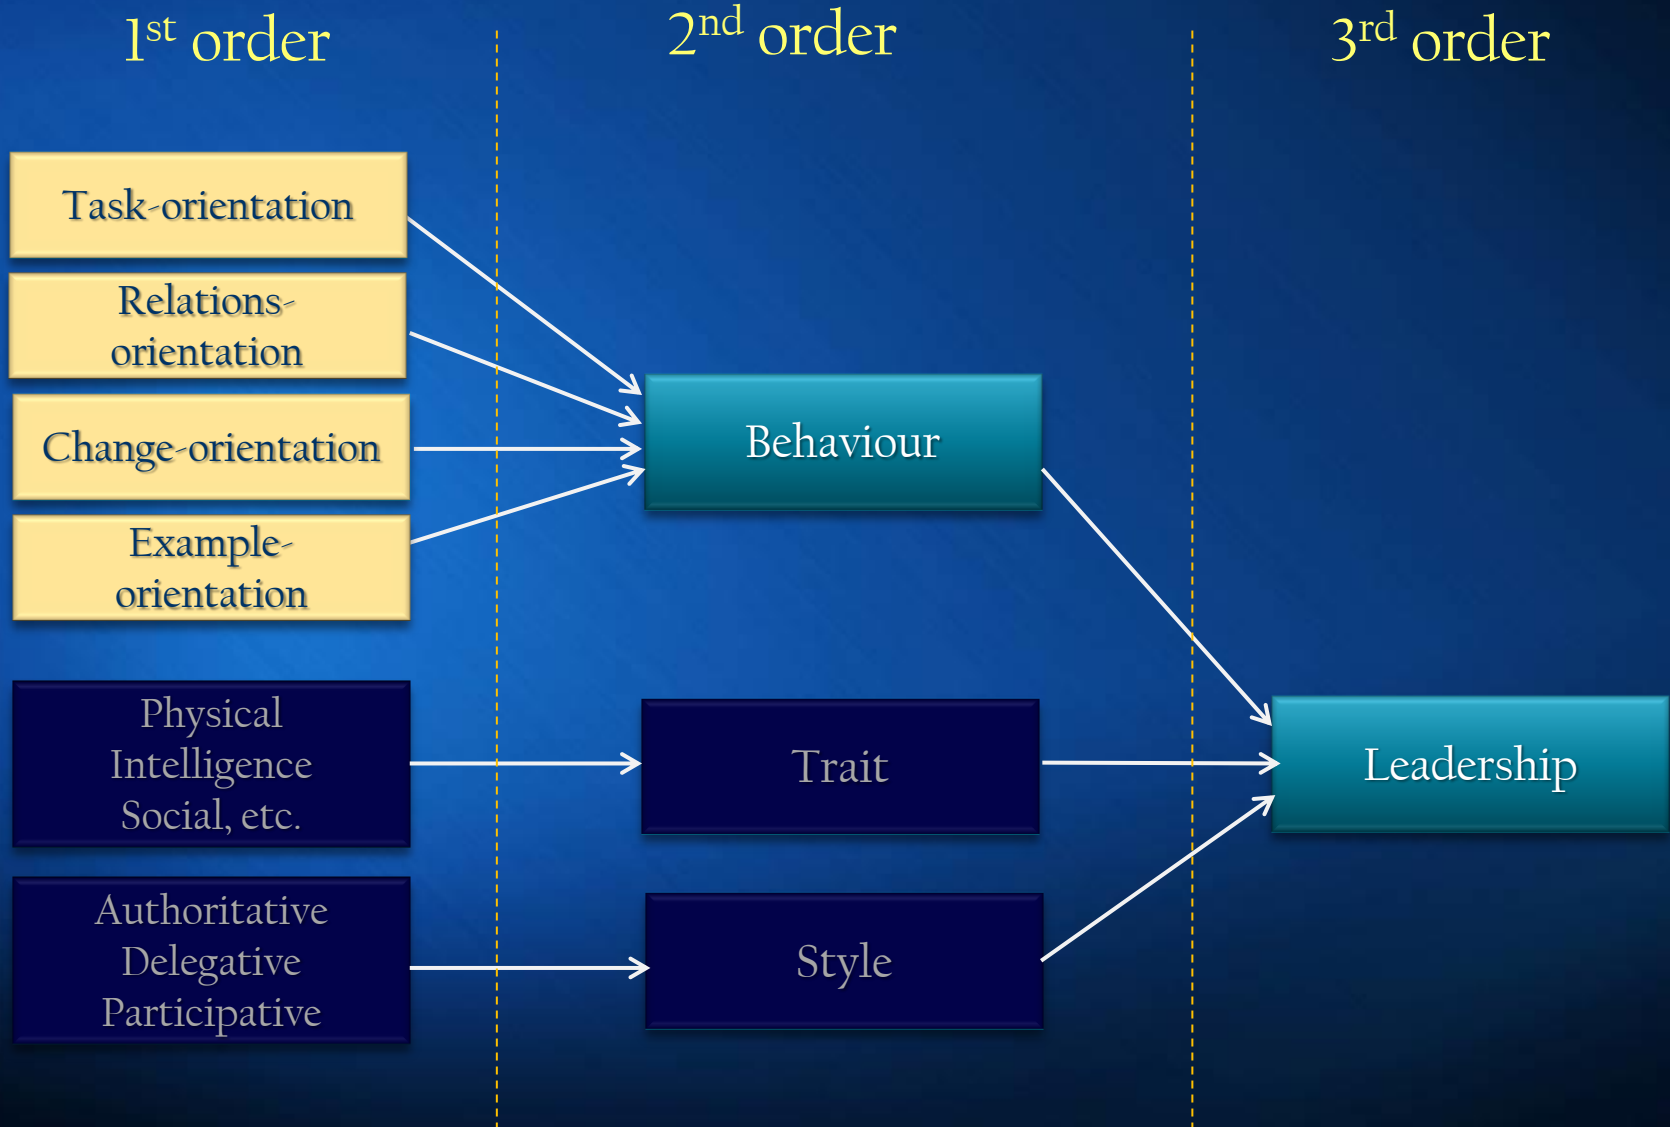 1st order
2nd order
3rd order
Task-orientation
Relations-
orientation
Change-orientation
Example-
orientation
Behaviour
Physical
Intelligence
Social, etc.
Trait
Leadership
Authoritative
Delegative
Participative
Style